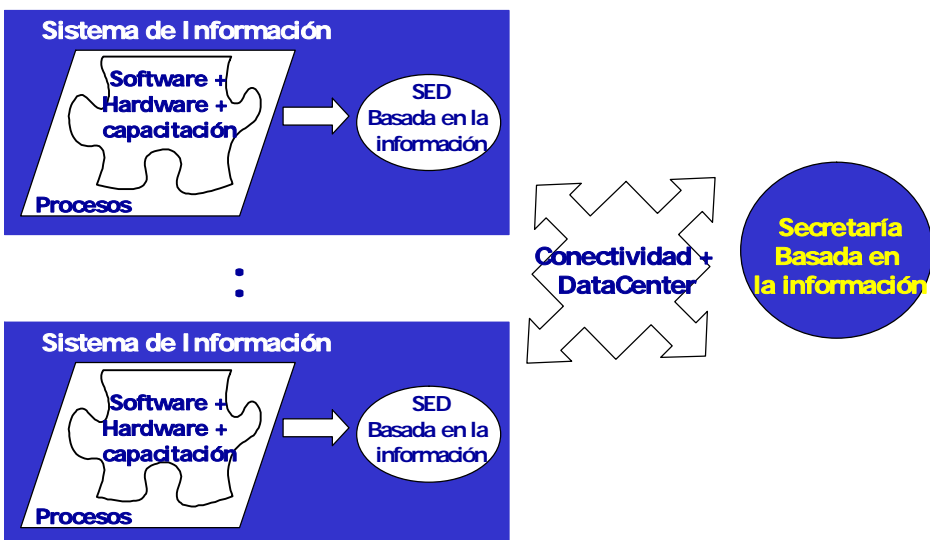 Sistema de Información
Software +
Hardware +
capacitación
Procesos
SED
Basada en la
información
:
Sistema de Información
Software +
Hardware +
capacitación
Procesos
SED
Basada en la
información
Conectividad +
DataCenter
Secretaría
Basada en
la información